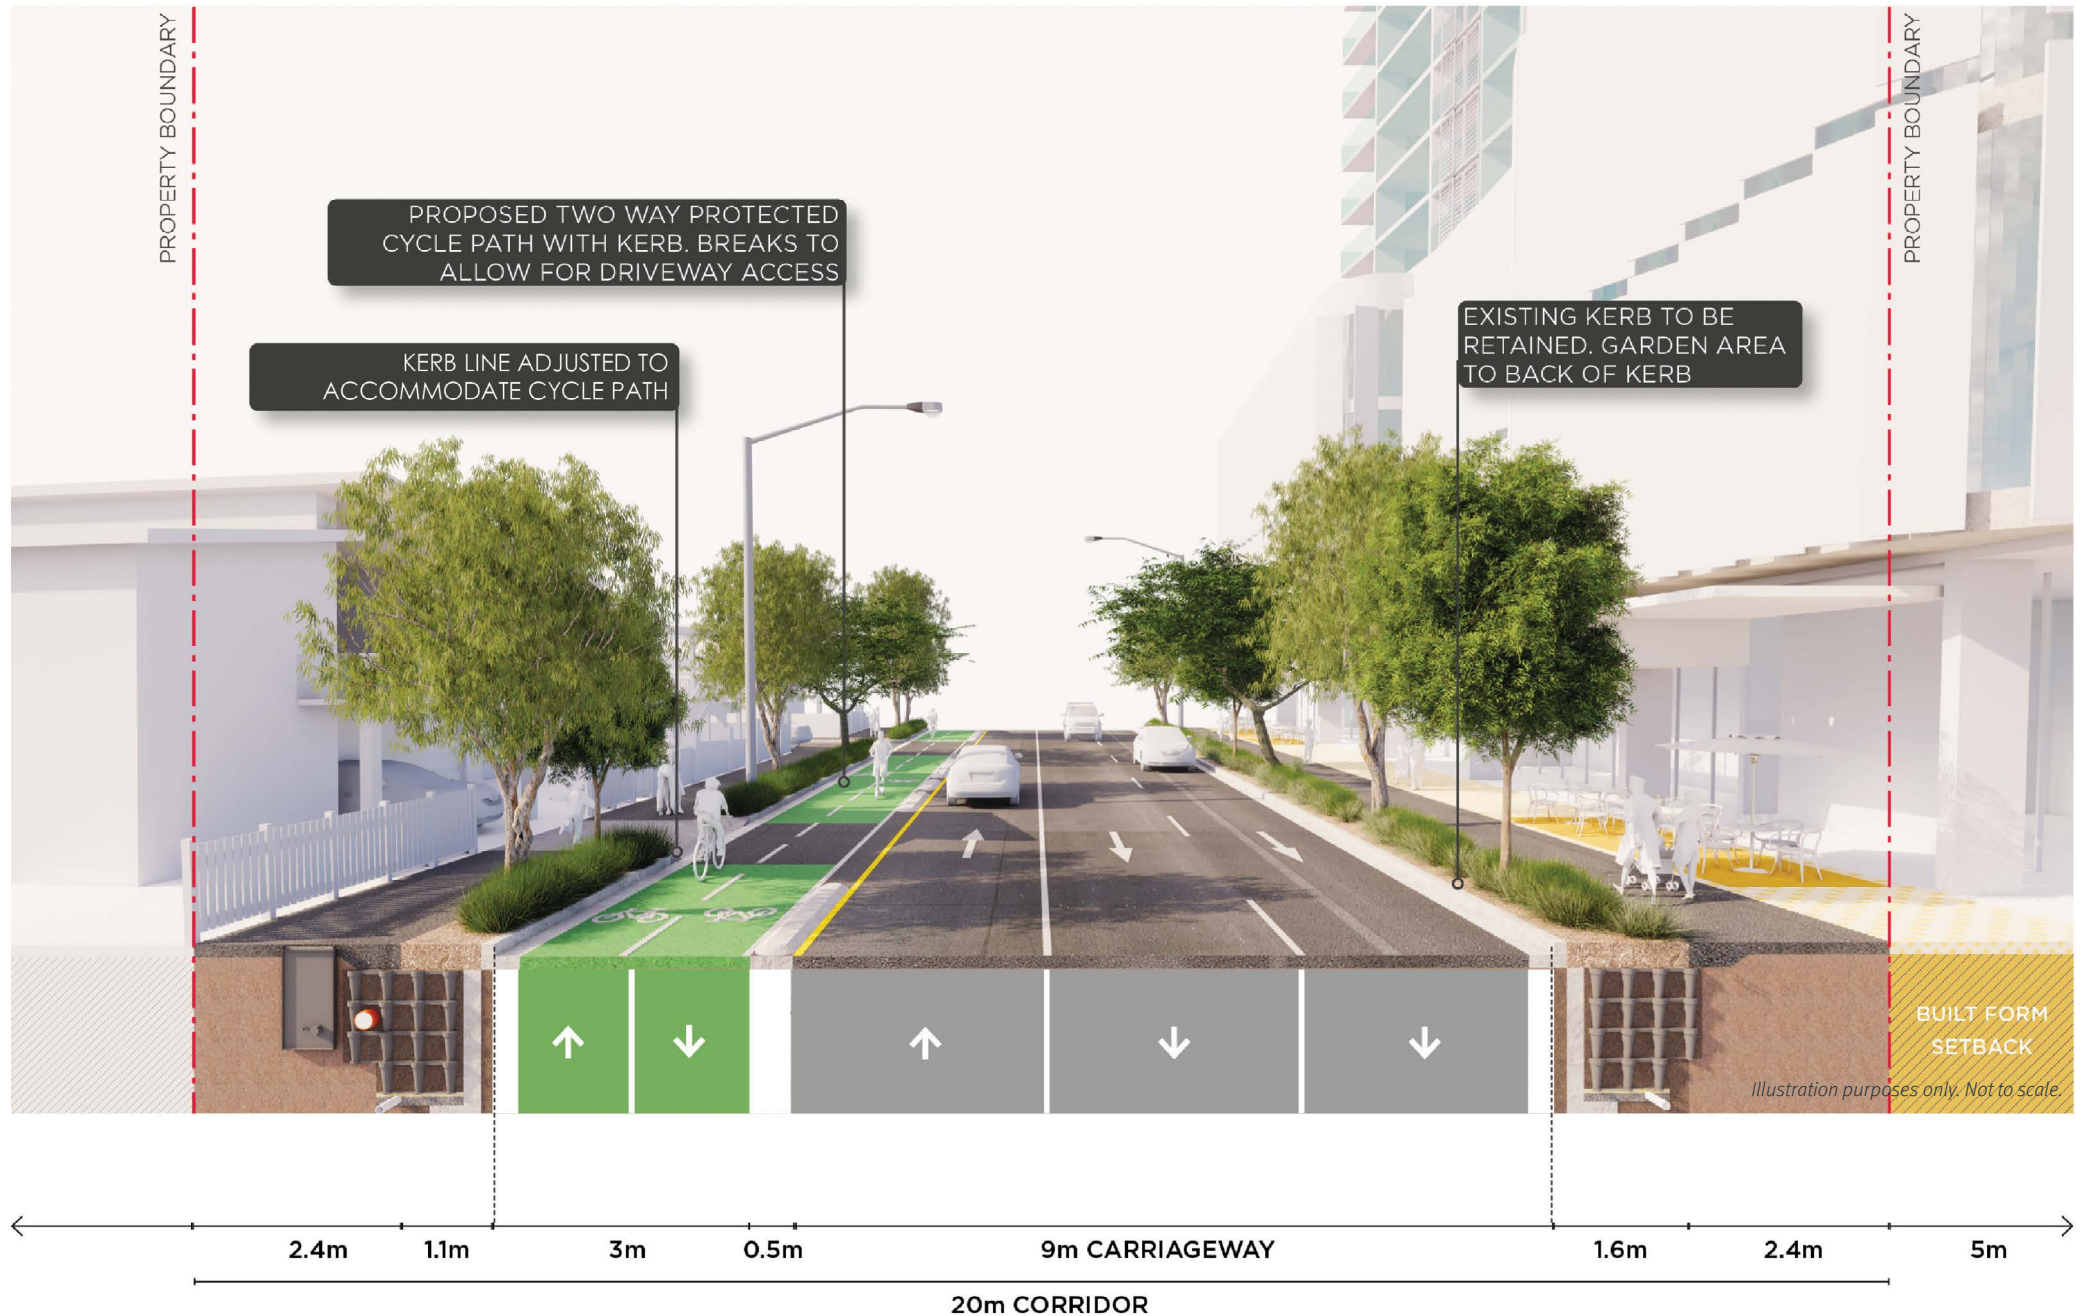 PROPERTY BOUNDARY
PROPERTY BOUNDARY
PROPOSED TWO WAY PROTECTED
CYCLE PATH WITH KERB. BREAKS TO
ALLOW FOR DRIVEWAY ACCESS
EXISTING KERB TO BE
RETAINED. GARDEN AREA
TO BACK OF KERB
KERB LINE ADJUSTED TO
ACCOMMODATE CYCLE PATH
BUILT FORM
SETBACK
Illustration purposes only. Not to scale.
2.4m
1.1m
3m
0.5m
9m CARRIAGEWAY
1.6m
2.4m
5m
20m CORRIDOR